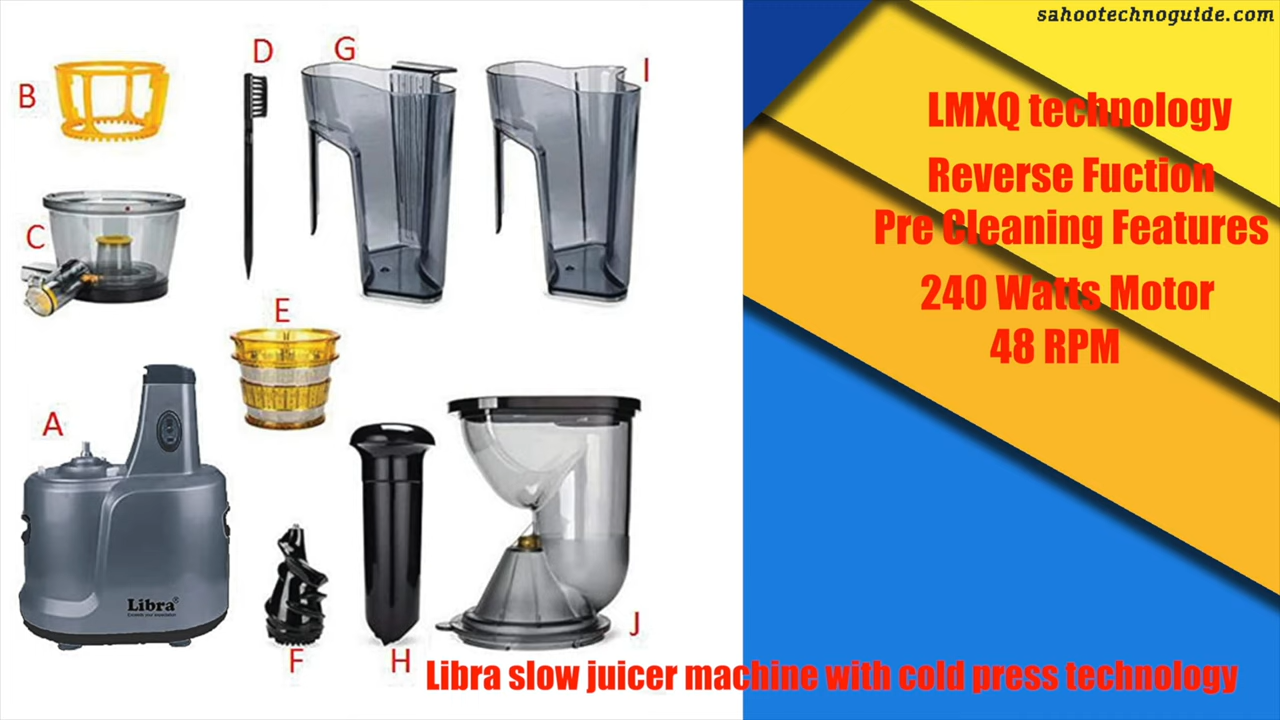 sahootechnoguide.com
D
G
I
B
LMXQ technology
Reverse Fuction
Pre Cleaning Features
C
240 Watts Motor
E
48 RPM
A
Libra®
J
F
H
Libra slow juicer machine with cold press technology